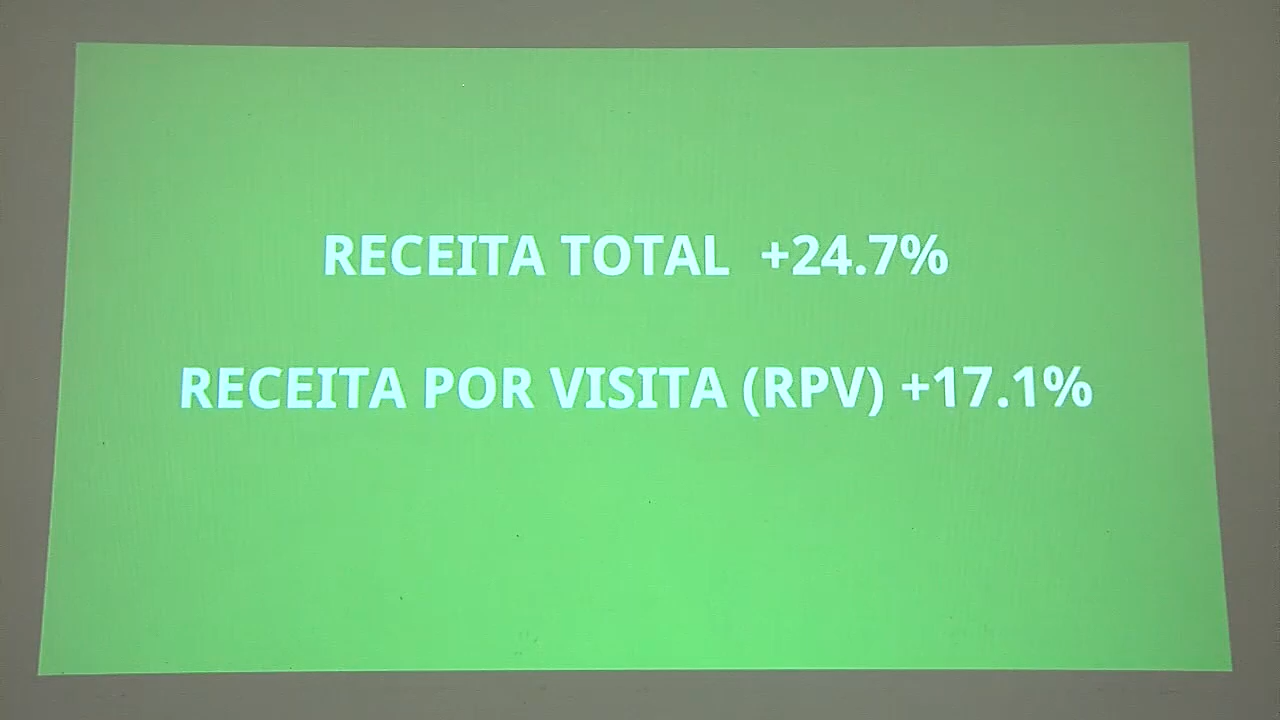 RECEITA TOTAL +24.7%
RECEITA POR VISITA (RPV) +17.1%